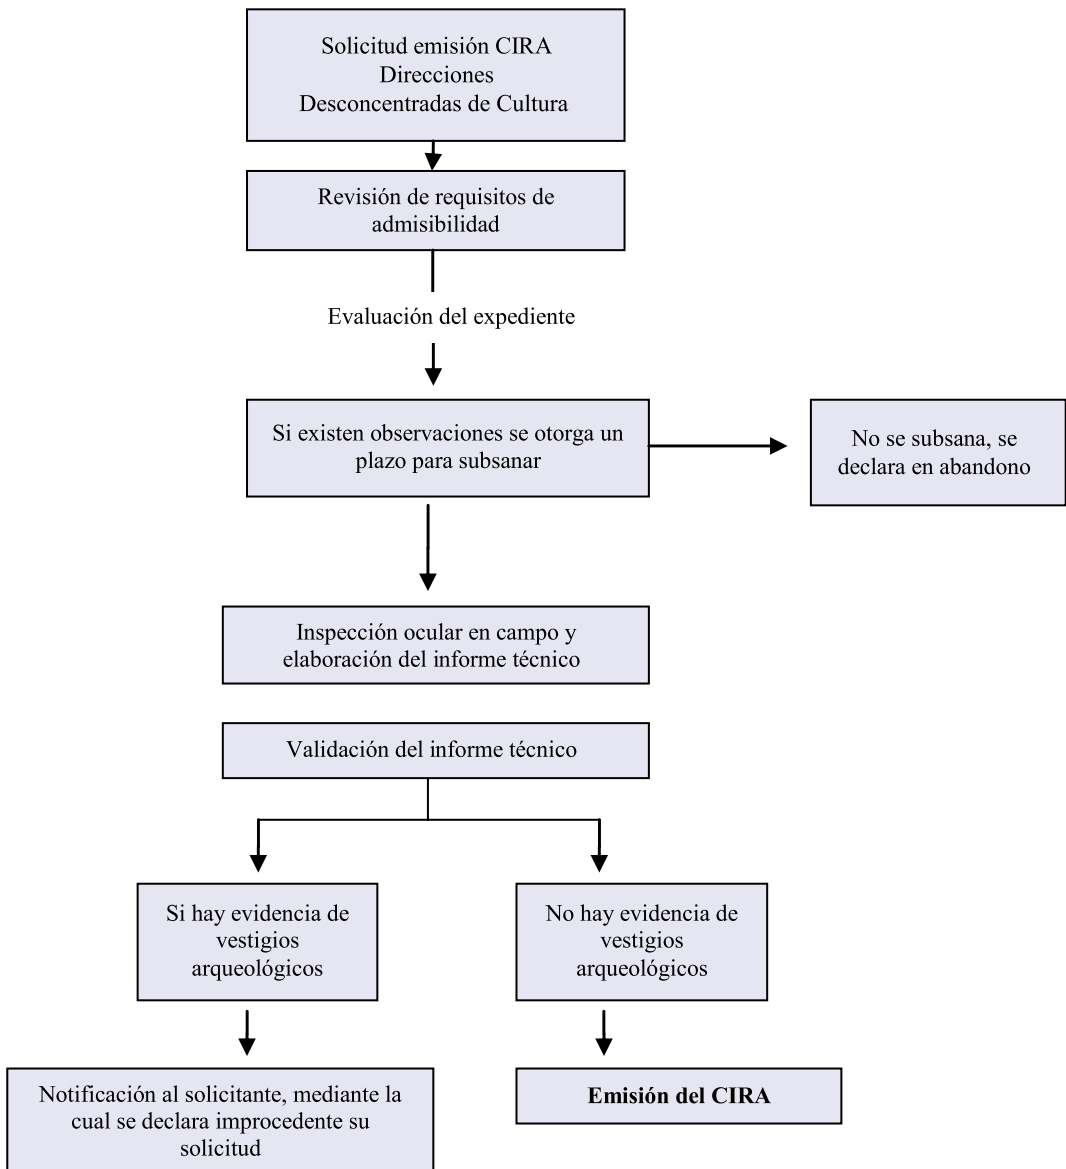 Solicitud emisión CIRA
Direcciones
Desconcentradas de Cultura
Revisión de requisitos de
admisibilidad
Evaluación del expediente
Si existen observaciones se otorga un
plazo para subsanar
No se subsana, se
declara en abandono
Inspección ocular en campo y
elaboración del informe técnico
Validación del informe técnico
Si hay evidencia de
vestigios
arqueológicos
No hay evidencia de
vestigios
arqueológicos
Notificación al solicitante, mediante la
cual se declara improcedente su
solicitud
Emisión del CIRA